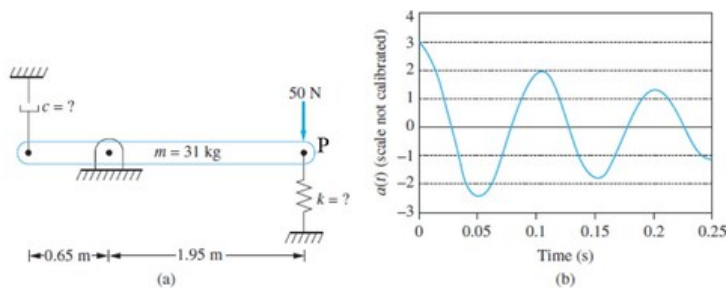 c = ?
50 N
P
m = 31 kg
k = ?
0.65 m
1.95 m
(a)
a(t) (scale not calibrated)
4
3
2
1
0
−1
−2
−3
0
0.05
0.1
0.15
0.2
0.25
Time (s)
(b)